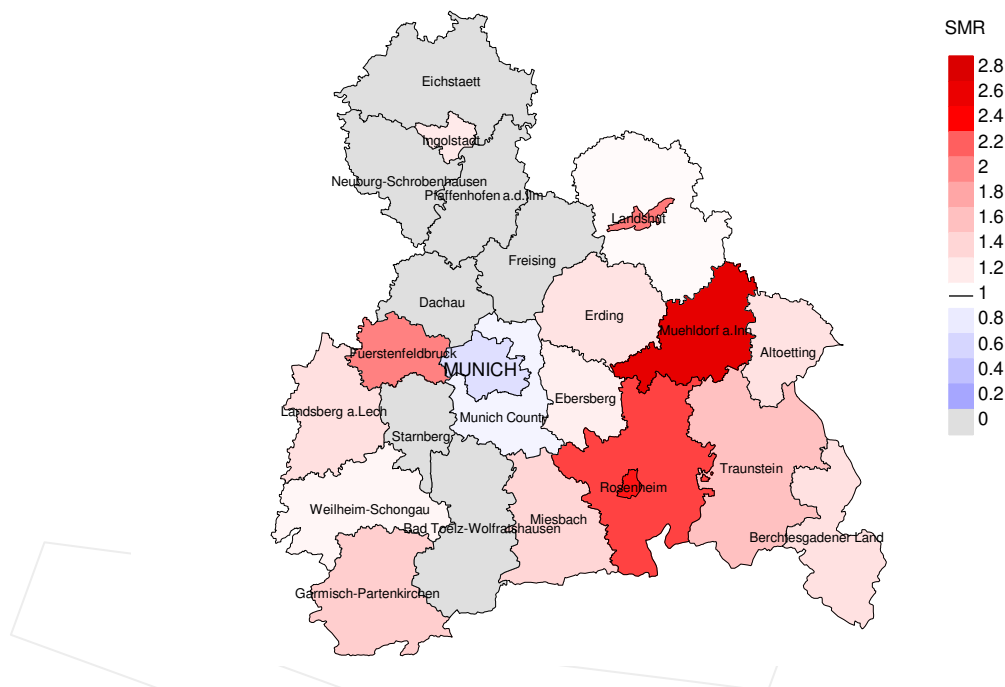 SMR
2.8
2.6
2.4
2.2
2
1.8
1.6
1.4
1.2
1
0.8
0.6
0.4
0.2
0
Eichstaett
Ingolstadt
Neuburg-Schrobenhausen
Pfaffenhofen a.d.Ilm
Landshut
Freising
Dachau
Erding
Muehldorf a.Inn
Altoetting
Fuerstenfeldbruck
MUNICH
Ebersberg
Landsberg a.Lech
Munich County
Starnberg
Traunstein
Rosenheim
Weilheim-Schongau
Miesbach
Bad Toelz-Wolfratshausen
Berchtesgadener Land
Garmisch-Partenkirchen